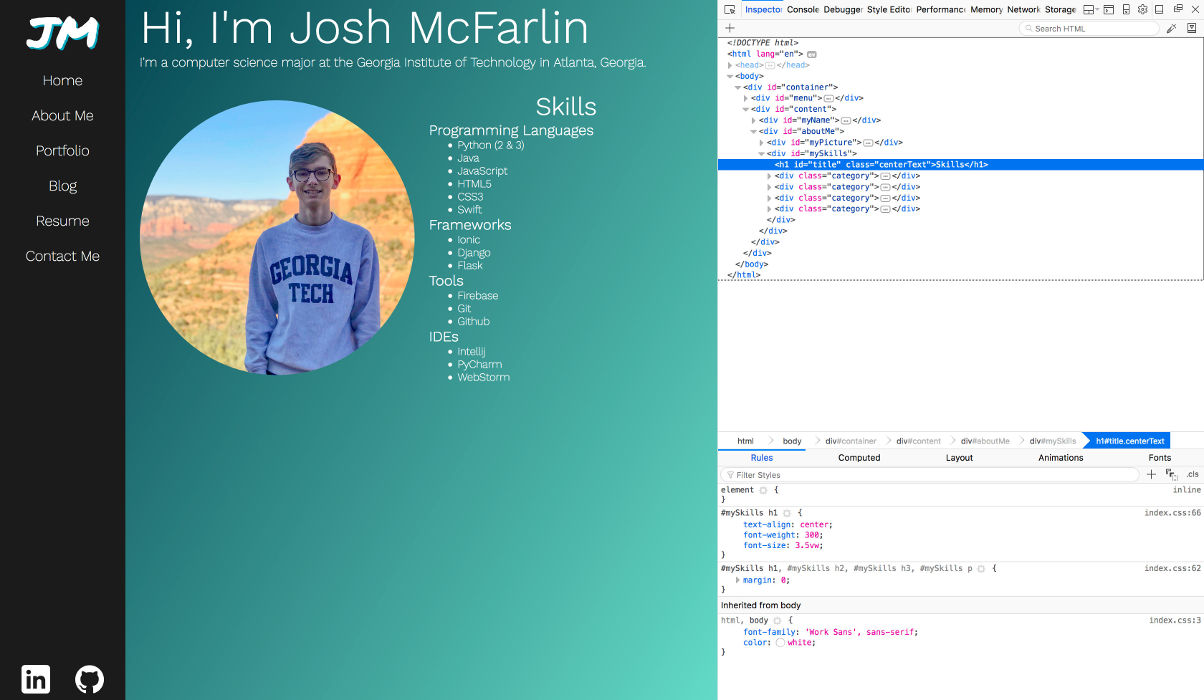 JM
Home
About Me
Portfolio
Blog
Resume
Contact Me
in
Hi, I'm Josh McFarlin
I'm a computer science major at the Georgia Institute of Technology in Atlanta, Georgia.
GEORGIA
TECH
Skills
Programming Languages
Python (2 & 3)
Java
JavaScript
HTML5
CSS3
Swift
Frameworks
Ionic
Django
Flask
Tools
Firebase
Git
Github
IDEs
Intellij
PyCharm
WebStorm
Inspector Console Debugger Style Editor Performance Memory Network Storage
Search HTML
<!DOCTYPE html>
<html lang="en"> ev
<head> </head>
<body>
<div id="container">
<div id="menu"> </div>
<div id="content">
<div id="myName"> </div>
<div id="aboutMe">
<div id="myPicture"> </div>
<div id="mySkills">
<h1 id="title" class="centerText">Skills</h1>
<div class="category"> </div>
<div class="category"> </div>
<div class="category"> </div>
<div class="category"> </div>
</div>
</div>
</div>
</div>
</body>
</html>
html body div#container div#content div#aboutMe div#mySkills h1#title.centerText
Rules Computed Layout Animations Fonts
Filter Styles + .cls
element { inline
}
#mySkills h1 { index.css:66
text-align: center;
font-weight: 300;
font-size: 3.5vw;
}
#mySkills h1, #mySkills h2, #mySkills h3, #mySkills p { index.css:62
margin: 0;
}
Inherited from body
html, body { index.css:3
font-family: 'Work Sans', sans-serif;
color: white;
}